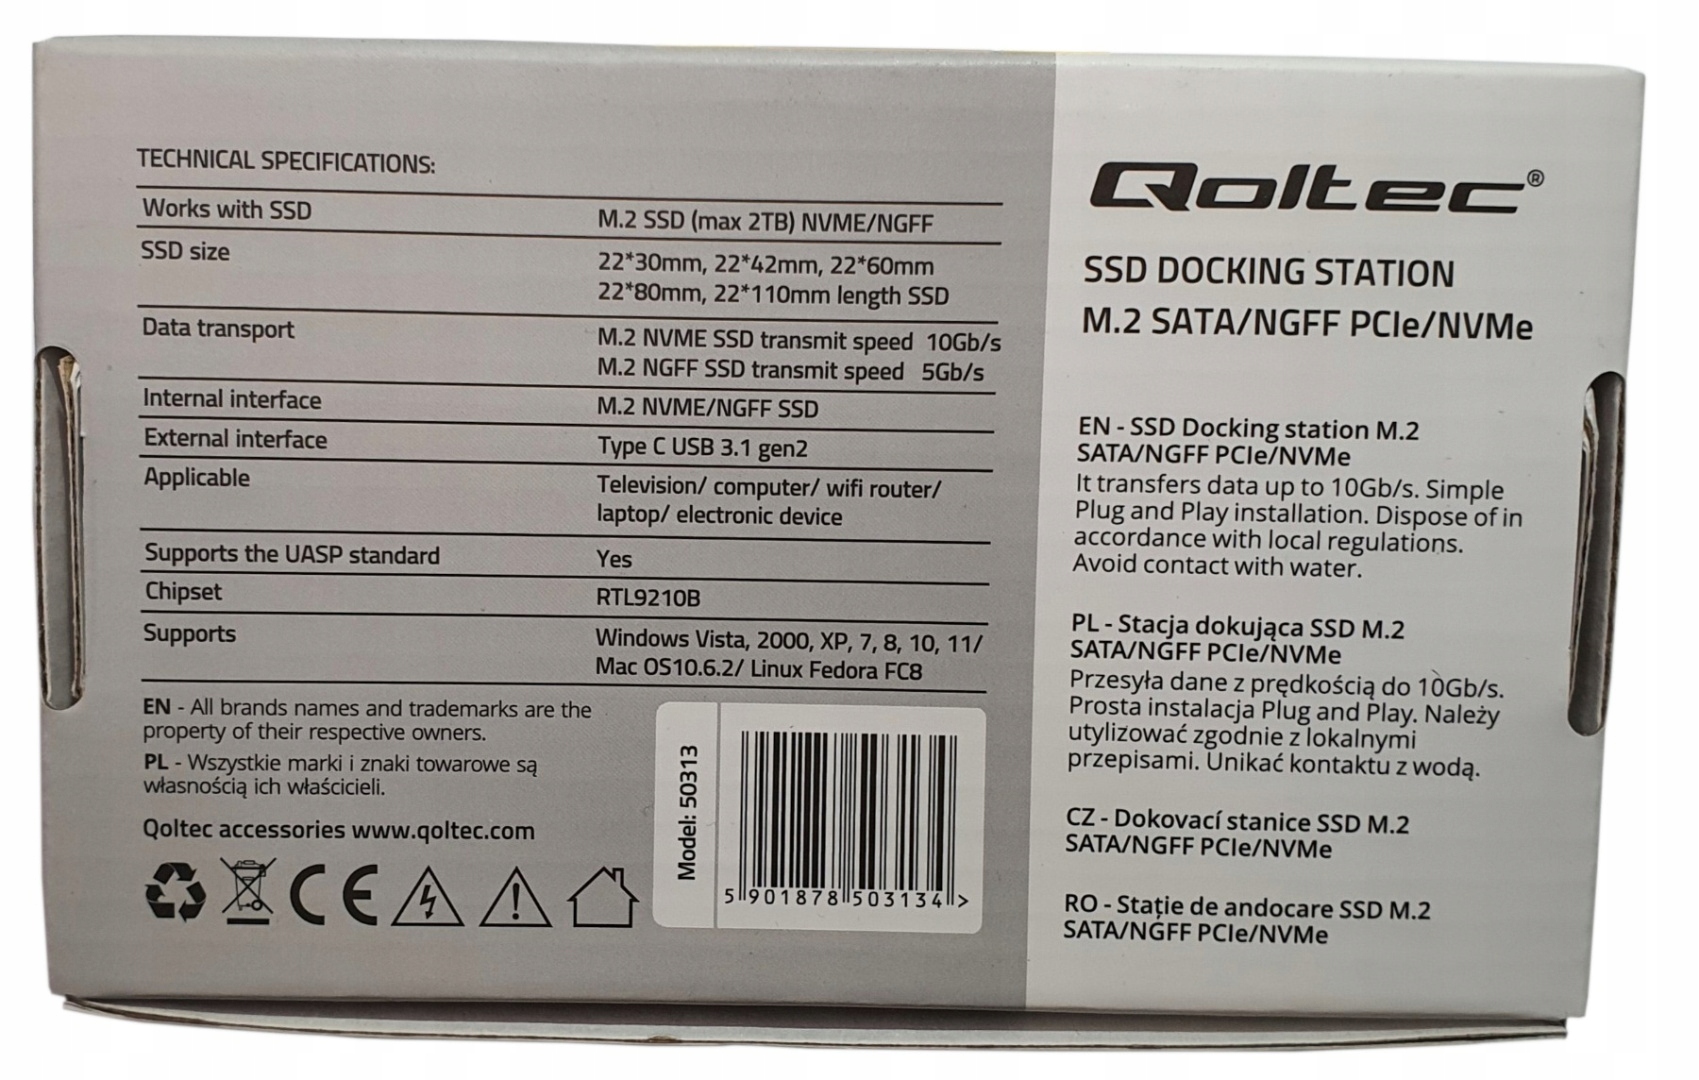 TECHNICAL SPECIFICATIONS:
Works with SSD M.2 SSD (max 2TB) NVME/NGFF
SSD size 22*30mm, 22*42mm, 22*60mm
22*80mm, 22*110mm length SSD
Data transport M.2 NVME SSD transmit speed 10Gb/s
M.2 NGFF SSD transmit speed 5Gb/s
Internal interface M.2 NVME/NGFF SSD
External interface Type C USB 3.1 gen2
Applicable Television/ computer/ wifi router/
laptop/ electronic device
Supports the UASP standard Yes
Chipset RTL9210B
Supports Windows Vista, 2000, XP, 7, 8, 10, 11/
Mac OS10.6.2/ Linux Fedora FC8
EN - All brands names and trademarks are the
property of their respective owners.
PL - Wszystkie marki i znaki towarowe są
własnością ich właścicieli.
Qoltec accessories www.qoltec.com
CE
Model: 50313
5 901878 503134 >
Qoltec®
SSD DOCKING STATION
M.2 SATA/NGFF PCIe/NVMe
EN - SSD Docking station M.2
SATA/NGFF PCIe/NVMe
It transfers data up to 10Gb/s. Simple
Plug and Play installation. Dispose of in
accordance with local regulations.
Avoid contact with water.
PL - Stacja dokująca SSD M.2
SATA/NGFF PCIe/NVMe
Przesyła dane z prędkością do 10Gb/s.
Prosta instalacja Plug and Play. Należy
utylizować zgodnie z lokalnymi
przepisami. Unikać kontaktu z wodą.
CZ - Dokovací stanice SSD M.2
SATA/NGFF PCIe/NVMe
RO - Stație de andocare SSD M.2
SATA/NGFF PCIe/NVMe